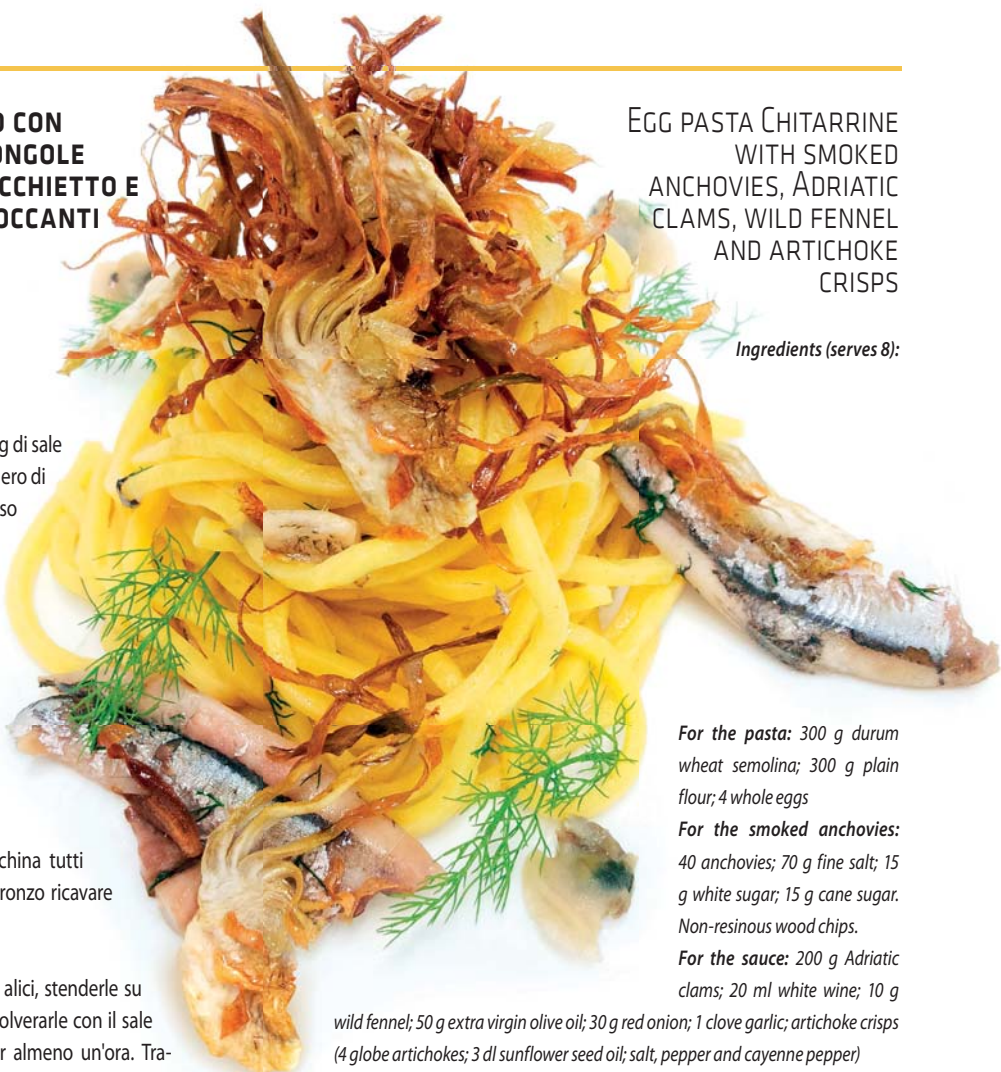 CON
E
g di sale
ero di
so
china tutti
ronzo ricavare
alici, stenderle su
olverarle con il sale
r almeno un'ora. Tra-
EGG PASTA CHITARRINE
WITH SMOKED
ANCHOVIES, ADRIATIC
CLAMS, WILD FENNEL
AND ARTICHOKE
CRISPS
Ingredients (serves 8):
For the pasta: 300 g durum
wheat semolina; 300 g plain
flour; 4 whole eggs
For the smoked anchovies:
40 anchovies; 70 g fine salt; 15
g white sugar; 15 g cane sugar.
Non-resinous wood chips.
For the sauce: 200 g Adriatic
clams; 20 ml white wine; 10 g
wild fennel; 50 g extra virgin olive oil; 30 g red onion; 1 clove garlic; artichoke crisps
(4 globe artichokes; 3 dl sunflower seed oil; salt, pepper and cayenne pepper)